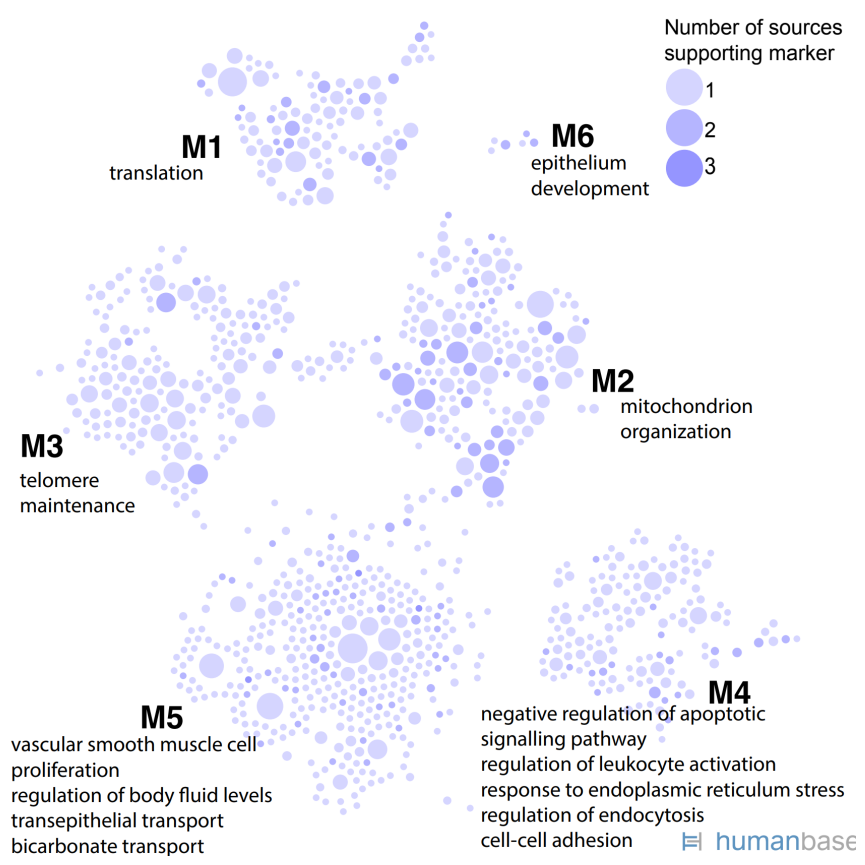 Number of sources
supporting marker
1
2
3
M1
translation
M6
epithelium
development
M2
mitochondrion
organization
M3
telomere
maintenance
M4
negative regulation of apoptotic
signalling pathway
regulation of leukocyte activation
response to endoplasmic reticulum stress
regulation of endocytosis
cell-cell adhesion
M5
vascular smooth muscle cell
proliferation
regulation of body fluid levels
transepithelial transport
bicarbonate transport
humanbase